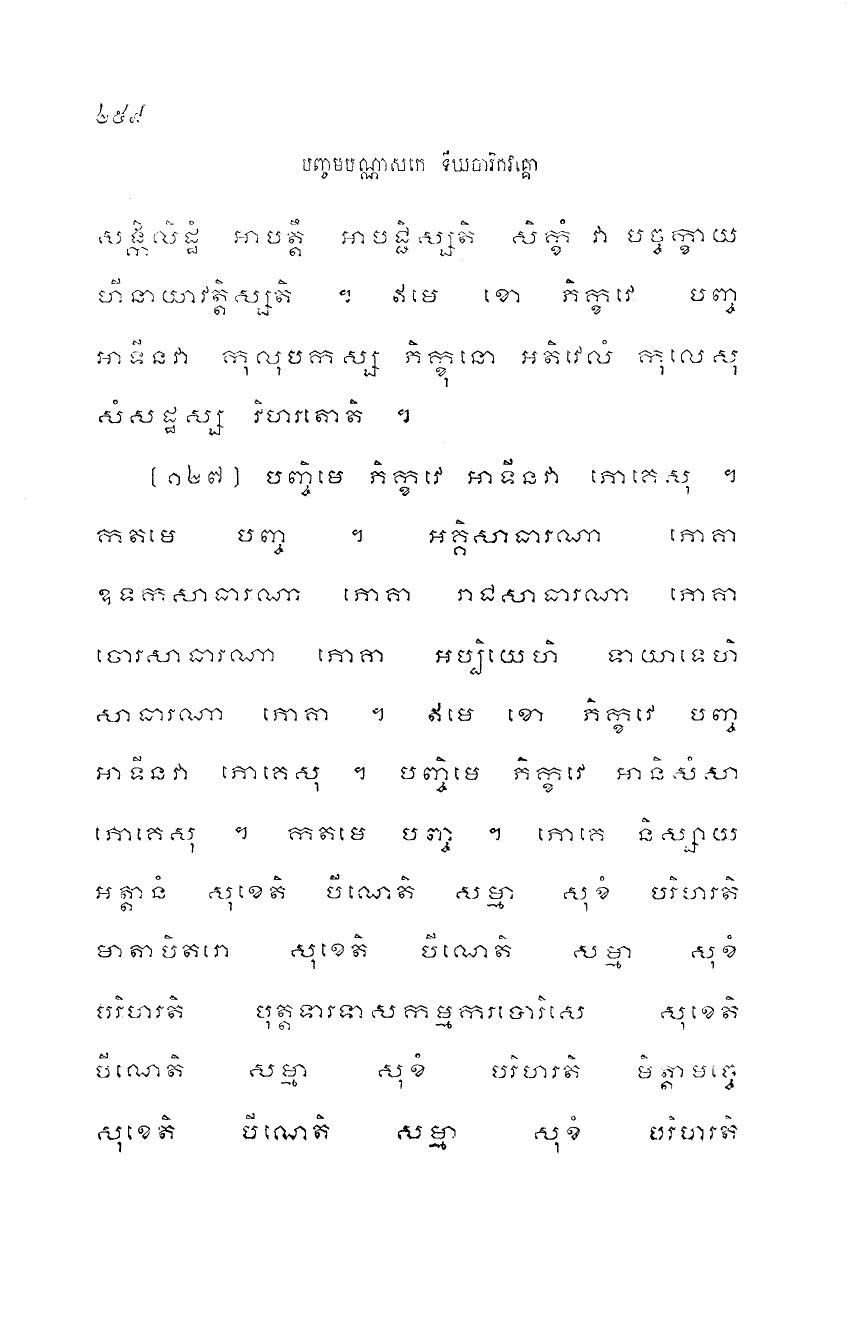 ២៥៩
បញ្ចមបណ្ណាសកេ ទីឃចារិកវគ្គោ
សង្កិលិដ្ឋំ អាបត្តឹ អាបជ្ជិស្សតិ សិក្ខំ វា បច្ចក្ខាយ
ហីនាយាវត្តិស្សតិ ។ ឥមេ ខោ ភិក្ខវេ បញ្ច
អាទីនវា កុលុបកស្ស ភិក្ខុនោ អតិវេលំ កុលេសុ
សំសដ្ឋស្ស វិហរតោតិ ។
(១២៧) បញ្ចិមេ ភិក្ខវេ អាទីនវា ភោគេសុ ។
កតមេ បញ្ច ។ អគ្គិសាធារណា ភោគា
ឧទកសាធារណា ភោគា រាជសាធារណា ភោគា
ចោរសាធារណា ភោគា អប្បិយេហិ ទាយាទេហិ
សាធារណា ភោគា ។ ឥមេ ខោ ភិក្ខវេ បញ្ច
អាទីនវា ភោគេសុ ។ បញ្ចិមេ ភិក្ខវេ អានិសំសា
ភោគេសុ ។ កតមេ បញ្ច ។ ភោគេ និស្សាយ
អត្តានំ សុខេតិ បីណេតិ សម្មា សុខំ បរិហរតិ
មាតាបិតរោ សុខេតិ បីណេតិ សម្មា សុខំ
បរិហរតិ បុត្តទារទាសកម្មការចោរិសេ សុខេតិ
បីណេតិ សម្មា សុខំ បរិហរតិ មិត្តាមច្ចេ
សុខេតិ បីណេតិ សម្មា សុខំ បរិហរតិ